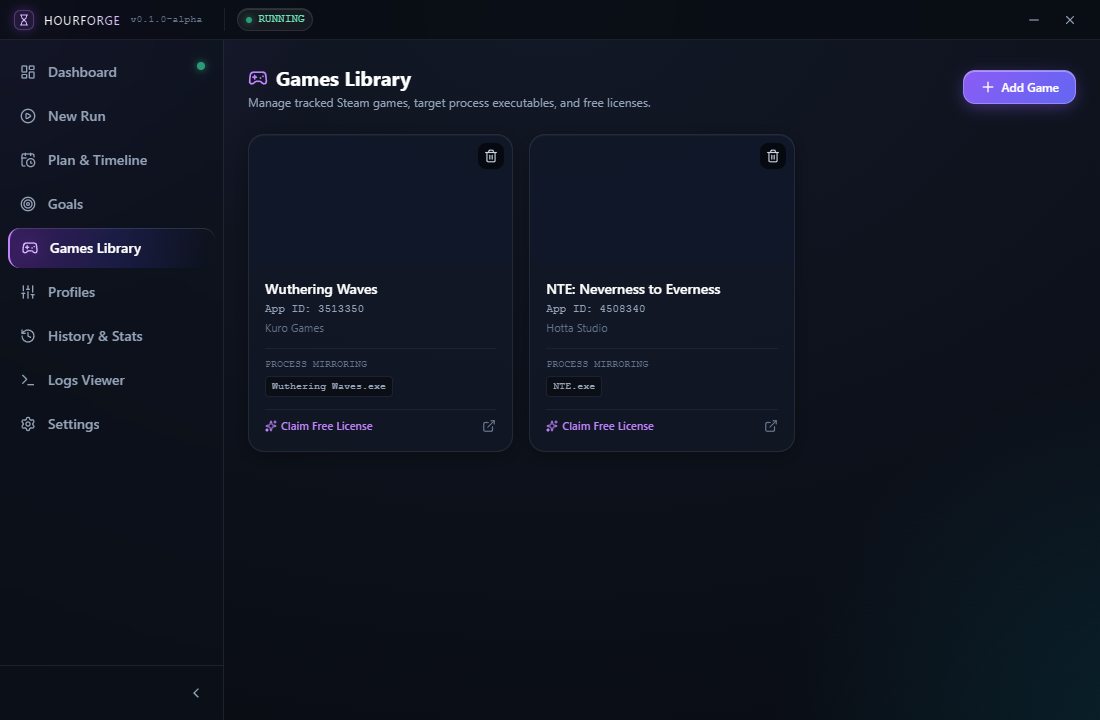 HOURFORGE v0.1.0-alpha RUNNING
Dashboard
New Run
Plan & Timeline
Goals
Games Library
Profiles
History & Stats
Logs Viewer
Settings
Games Library
Manage tracked Steam games, target process executables, and free licenses.
Add Game
Wuthering Waves
App ID: 3513350
Kuro Games
PROCESS MIRRORING
Wuthering Waves.exe
Claim Free License
NTE: Neverness to Everness
App ID: 4508340
Hotta Studio
PROCESS MIRRORING
NTE.exe
Claim Free License